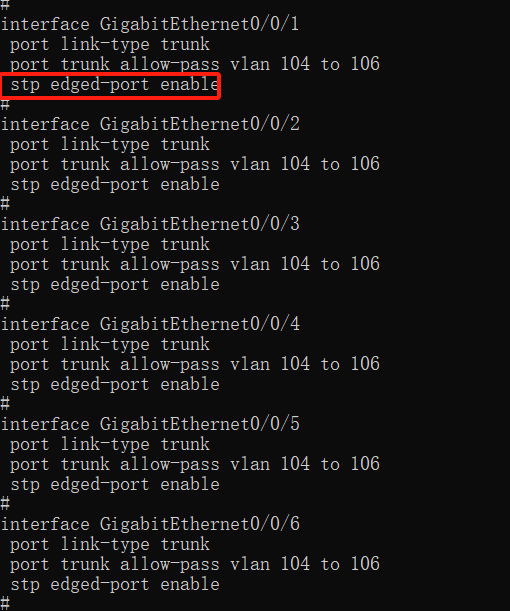 #
interface GigabitEthernet0/0/1
port link-type trunk
port trunk allow-pass vlan 104 to 106
stp edged-port enable
#
interface GigabitEthernet0/0/2
port link-type trunk
port trunk allow-pass vlan 104 to 106
stp edged-port enable
#
interface GigabitEthernet0/0/3
port link-type trunk
port trunk allow-pass vlan 104 to 106
stp edged-port enable
#
interface GigabitEthernet0/0/4
port link-type trunk
port trunk allow-pass vlan 104 to 106
stp edged-port enable
#
interface GigabitEthernet0/0/5
port link-type trunk
port trunk allow-pass vlan 104 to 106
stp edged-port enable
#
interface GigabitEthernet0/0/6
port link-type trunk
port trunk allow-pass vlan 104 to 106
stp edged-port enable
#